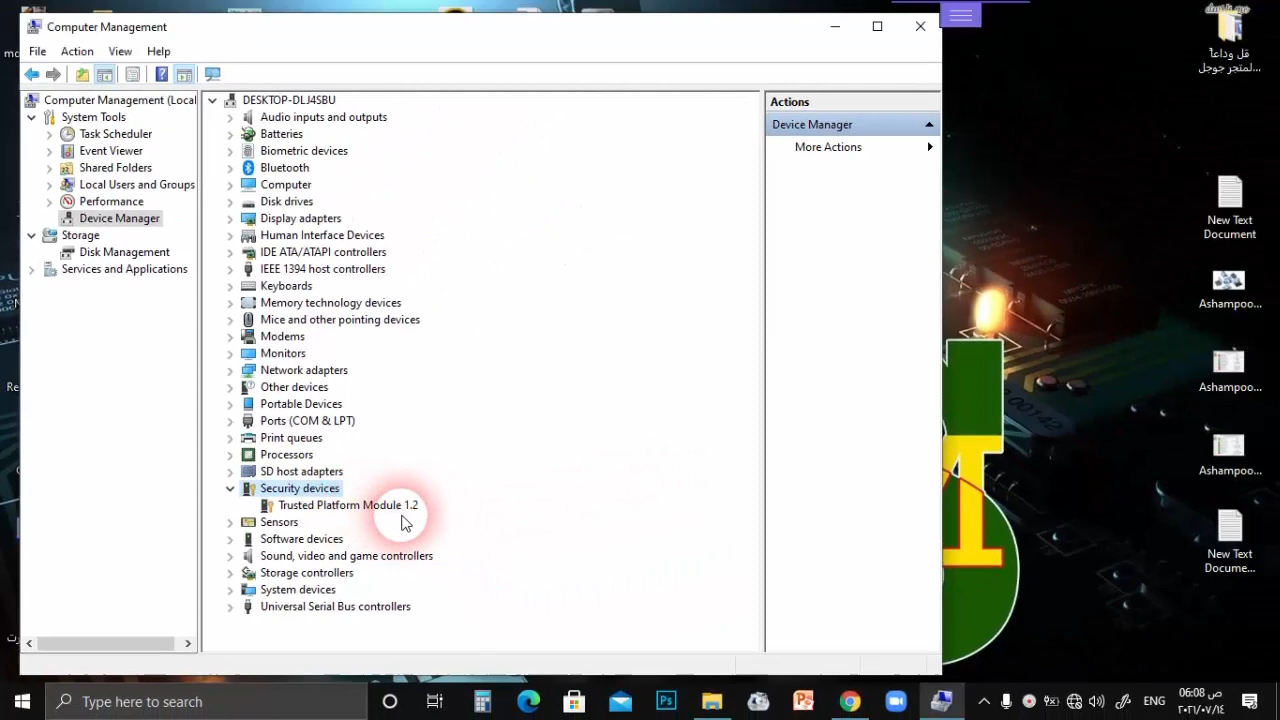 Computer Management
File Action View Help
Computer Management (Local
System Tools
Task Scheduler
Event Viewer
Shared Folders
Local Users and Groups
Performance
Device Manager
Storage
Disk Management
Services and Applications
DESKTOP-DLJ4SBU
Audio inputs and outputs
Batteries
Biometric devices
Bluetooth
Computer
Disk drives
Display adapters
Human Interface Devices
IDE ATA/ATAPI controllers
IEEE 1394 host controllers
Keyboards
Memory technology devices
Mice and other pointing devices
Modems
Monitors
Network adapters
Other devices
Portable Devices
Ports (COM & LPT)
Print queues
Processors
SD host adapters
Security devices
Trusted Platform Module 1.2
Sensors
Software devices
Sound, video and game controllers
Storage controllers
System devices
Universal Serial Bus controllers
Actions
Device Manager
More Actions
قل وداعاً
لمتجر جوجل...
New Text
Document
Ashampoo...
Ashampoo...
Ashampoo...
New Text
Docume...
Type here to search
ENG
06:08 ص
٢٠٢١/٠٧/١٤